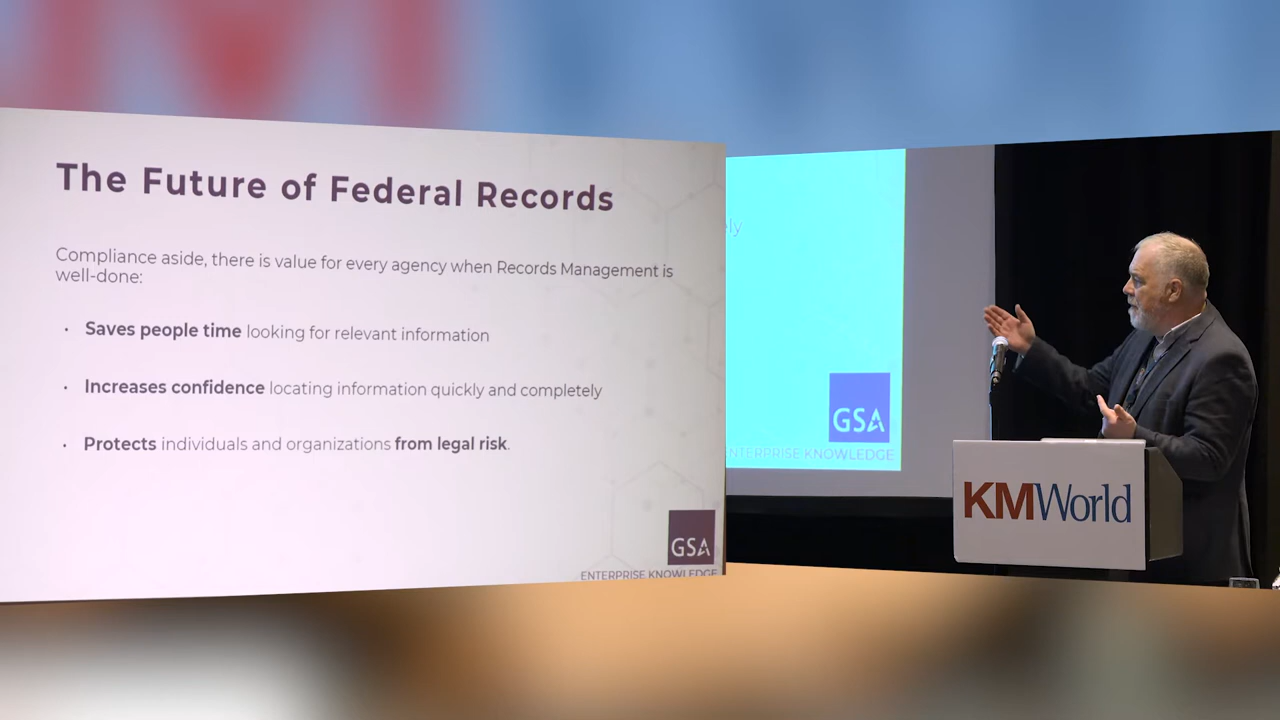 The Future of Federal Records
Compliance aside, there is value for every agency when Records Management is
well-done:
• Saves people time looking for relevant information
• Increases confidence locating information quickly and completely
• Protects individuals and organizations from legal risk.
GSA
ENTERPRISE KNOWLEDGE
ely
GSA
ENTERPRISE KNOWLEDGE
KMWorld